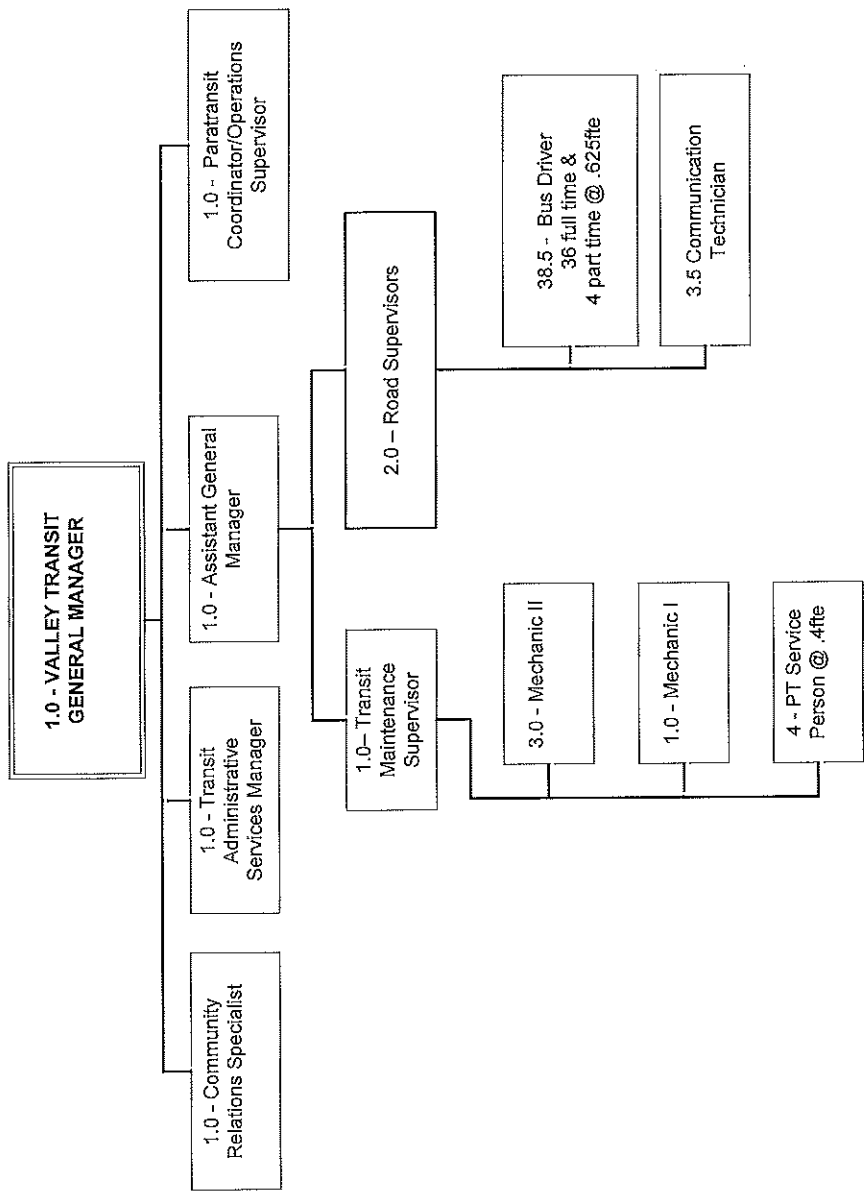 1.0 - VALLEY TRANSIT
GENERAL MANAGER
1.0 - Community
Relations Specialist
1.0 - Transit
Administrative
Services Manager
1.0 - Assistant General
Manager
1.0 - Paratransit
Coordinator/Operations
Supervisor
1.0– Transit
Maintenance
Supervisor
2.0 – Road Supervisors
3.0 - Mechanic II
1.0 - Mechanic I
4 - PT Service
Person @ .4fte
38.5 - Bus Driver
36 full time &
4 part time @ .625fte
3.5 Communication
Technician